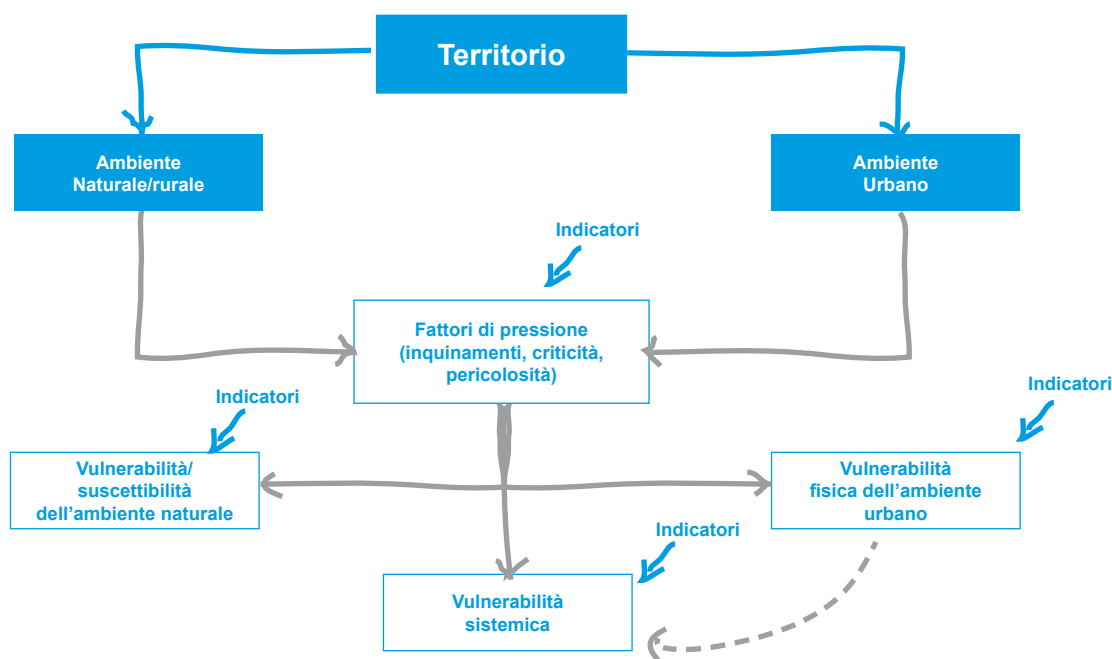 Territorio
Ambiente
Naturale/rurale
Ambiente
Urbano
Indicatori
Fattori di pressione
(inquinamenti, criticità,
pericolosità)
Indicatori
Indicatori
Vulnerabilità/
suscettibilità
dell’ambiente naturale
Vulnerabilità
fisica dell’ambiente
urbano
Indicatori
Vulnerabilità
sistemica